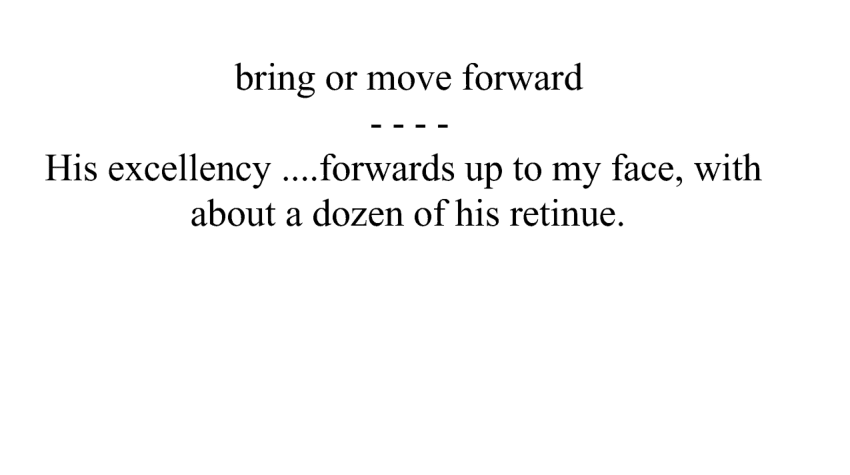 bring or move forward
- - - -
His excellency ....forwards up to my face, with
about a dozen of his retinue.